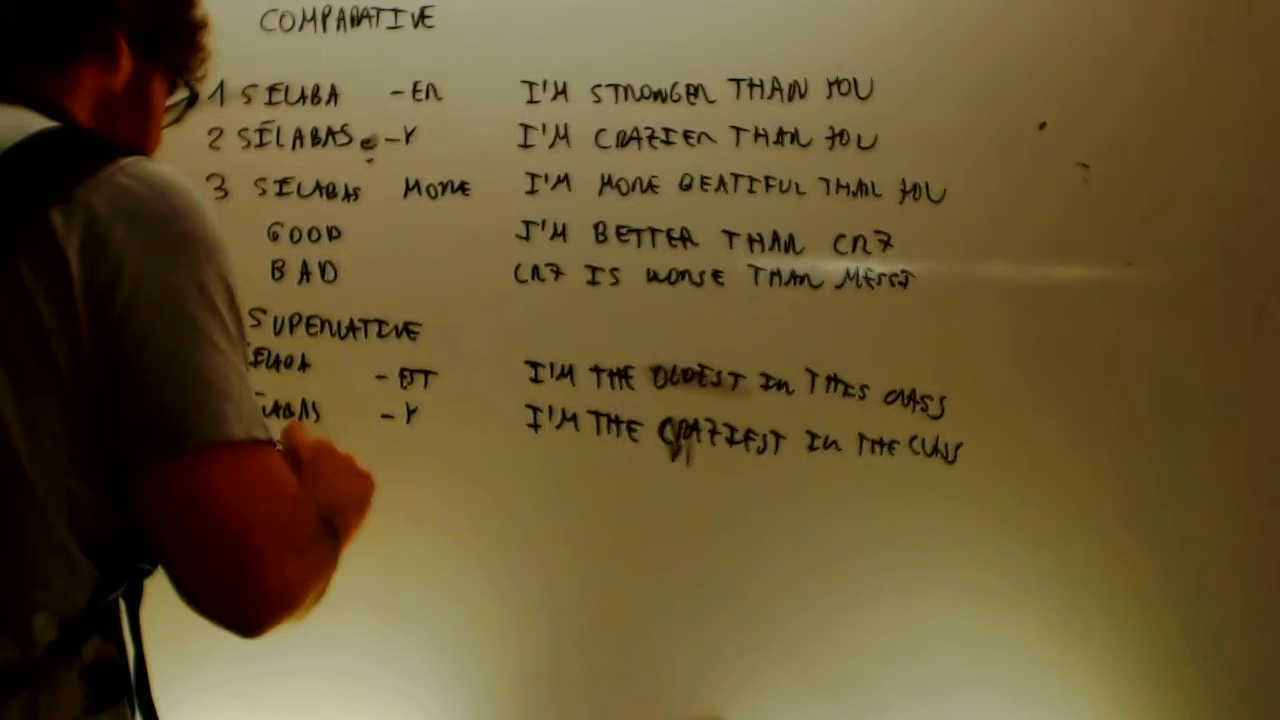 COMPARATIVE
1 SÍLABA -ER I'M STRONGER THAN YOU
2 SÍLABAS e -Y I'M CRAZIER THAN YOU
3 SÍLABAS MORE I'M MORE BEATIFUL THAN YOU
GOOD I'M BETTER THAN CR7
BAD CR7 IS WORSE THAN MESSI
SUPERLATIVE
ÍLABA -EST I'M THE OLDEST IN THIS CLASS
ÍLABAS -Y I'M THE CRAZIEST IN THE CLASS